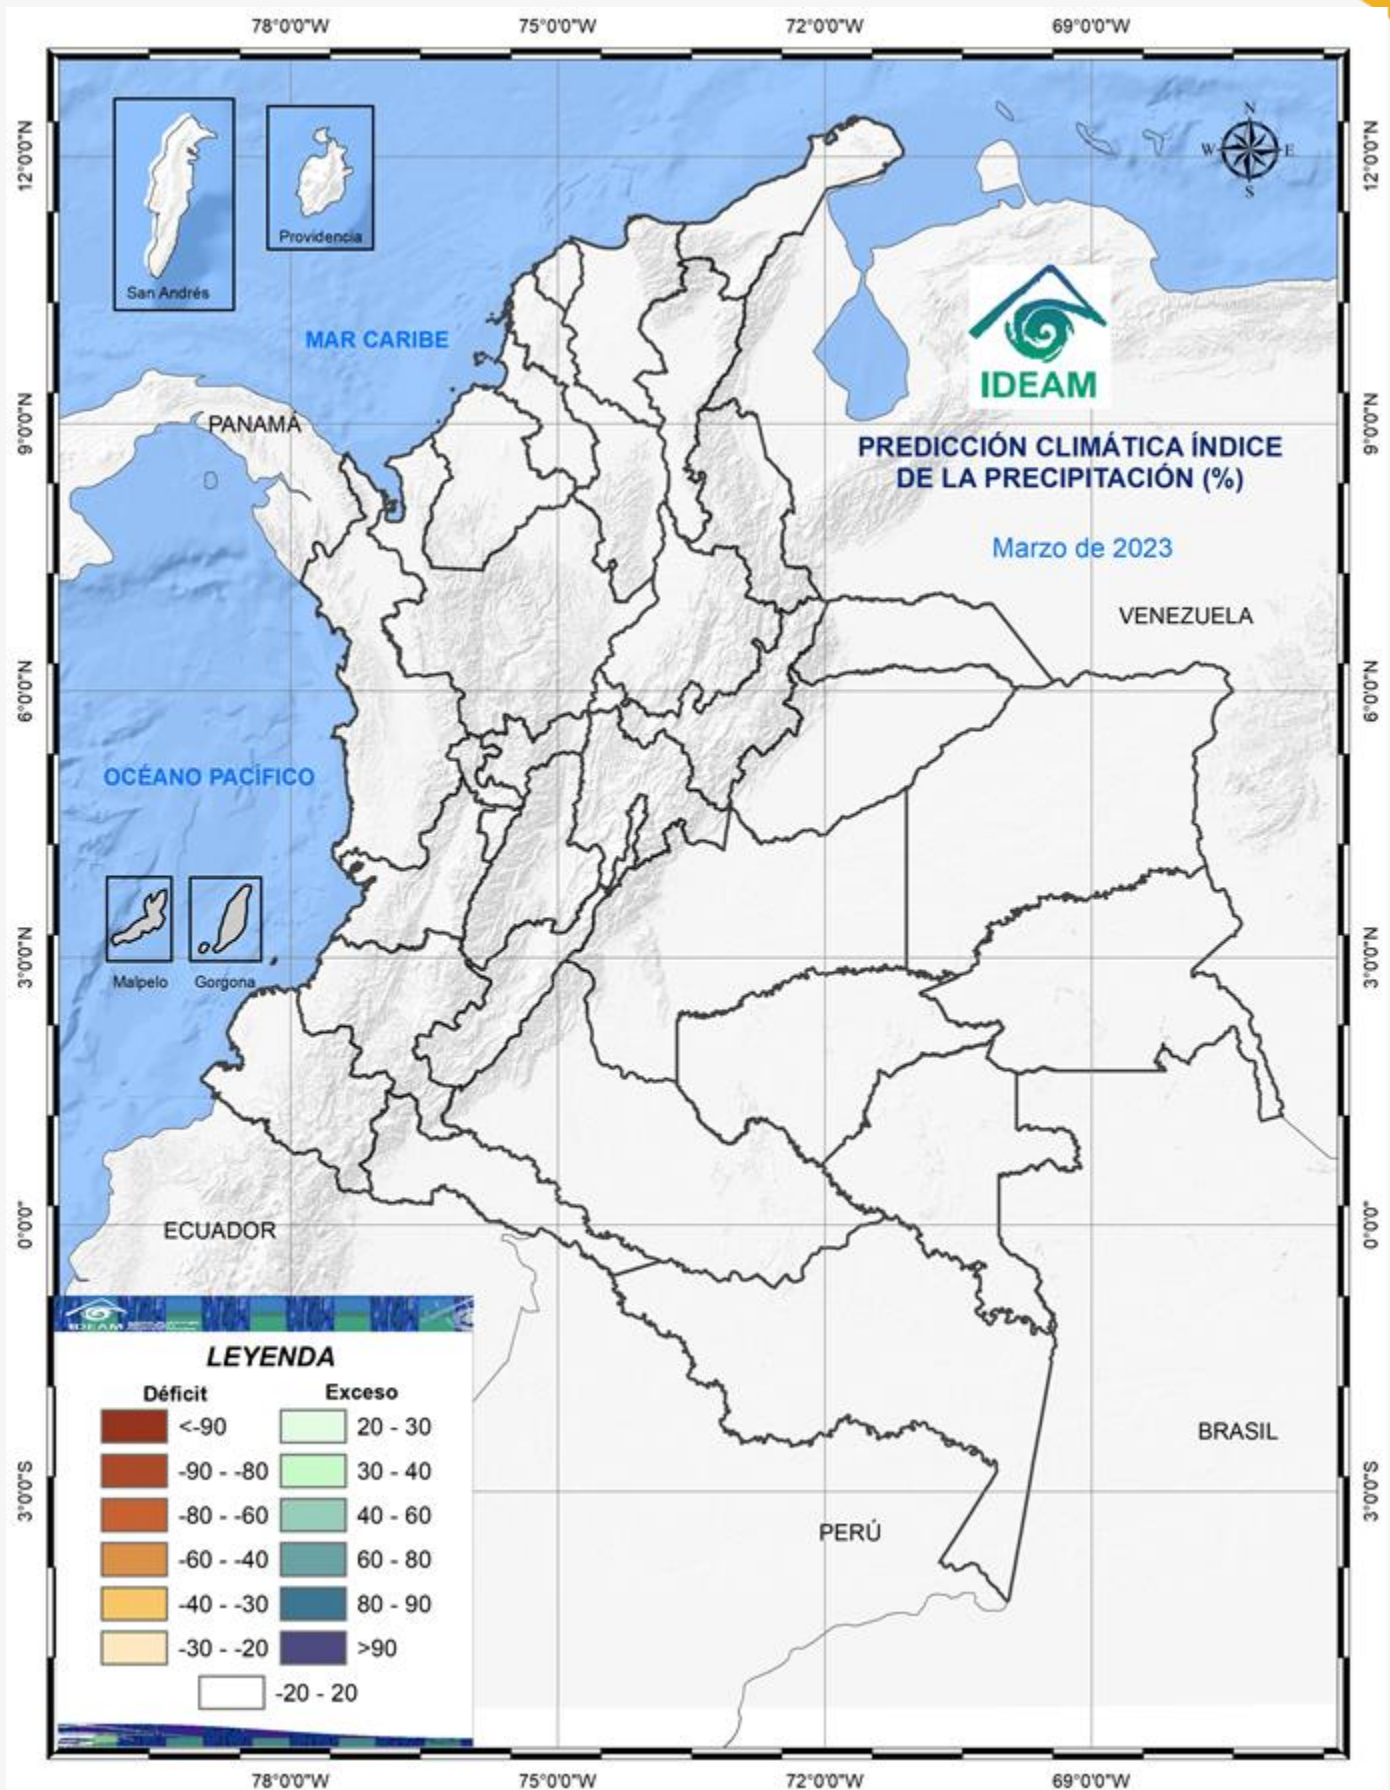 78°0'0"W
75°0'0"W
72°0'0"W
69°0'0"W
12°0'0"N
12°0'0"N
N
W
E
S
San Andrés
Providencia
MAR CARIBE
IDEAM
PANAMÁ
9°0'0"N
9°0'0"N
PREDICCIÓN CLIMÁTICA ÍNDICE
DE LA PRECIPITACIÓN (%)
Marzo de 2023
VENEZUELA
6°0'0"N
6°0'0"N
OCÉANO PACÍFICO
Malpelo
Gorgona
3°0'0"N
3°0'0"N
ECUADOR
0°0'0"
0°0'0"
IDEAM
LEYENDA
Déficit
Exceso
<-90
20 - 30
-90 - -80
30 - 40
-80 - -60
40 - 60
-60 - -40
60 - 80
-40 - -30
80 - 90
-30 - -20
>90
-20 - 20
BRASIL
3°0'0"S
3°0'0"S
PERÚ
78°0'0"W
75°0'0"W
72°0'0"W
69°0'0"W